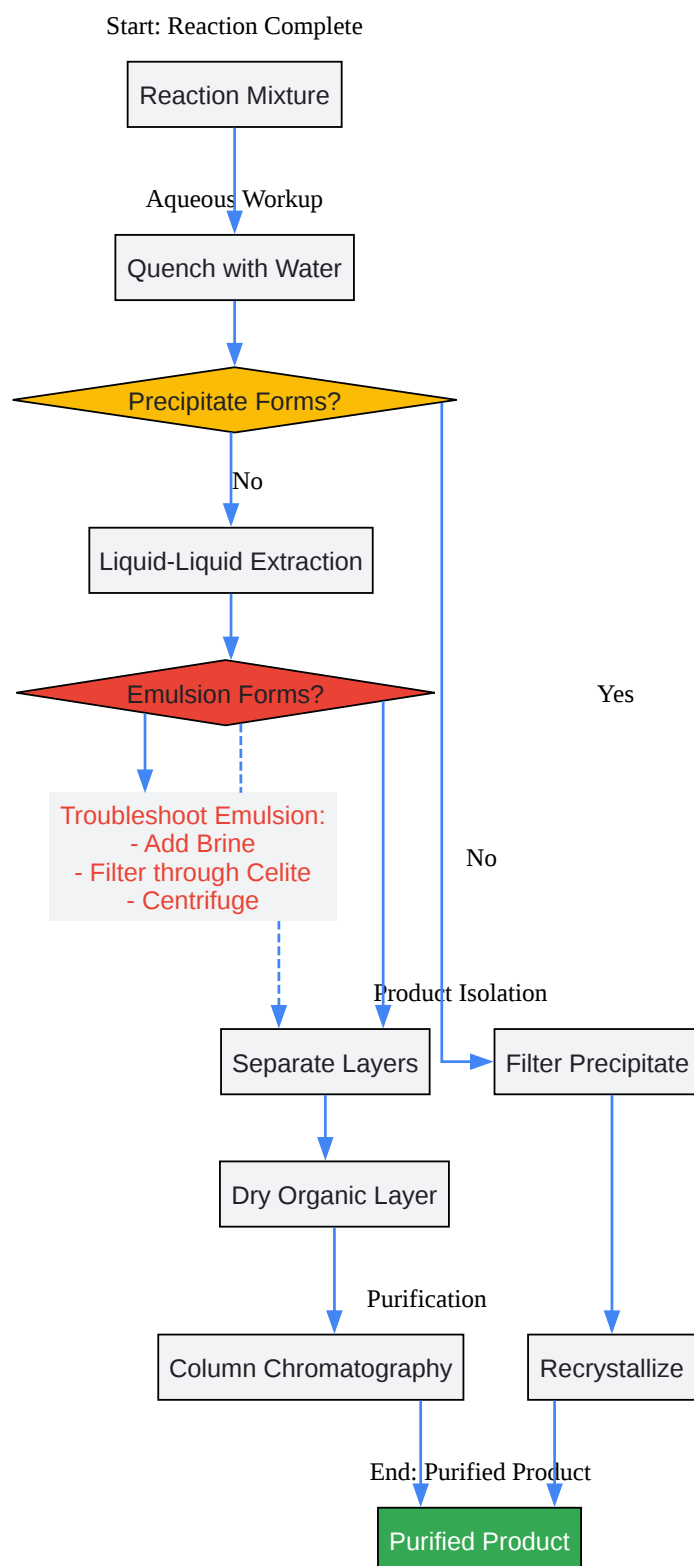 Start: Reaction Complete
Reaction Mixture
Aqueous Workup
Quench with Water
Precipitate Forms?
No
Liquid-Liquid Extraction
Emulsion Forms?
Yes
Troubleshoot Emulsion:
- Add Brine
- Filter through Celite
- Centrifuge
No
Product Isolation
Separate Layers
Filter Precipitate
Dry Organic Layer
Purification
Column Chromatography
Recrystallize
End: Purified Product
Purified Product